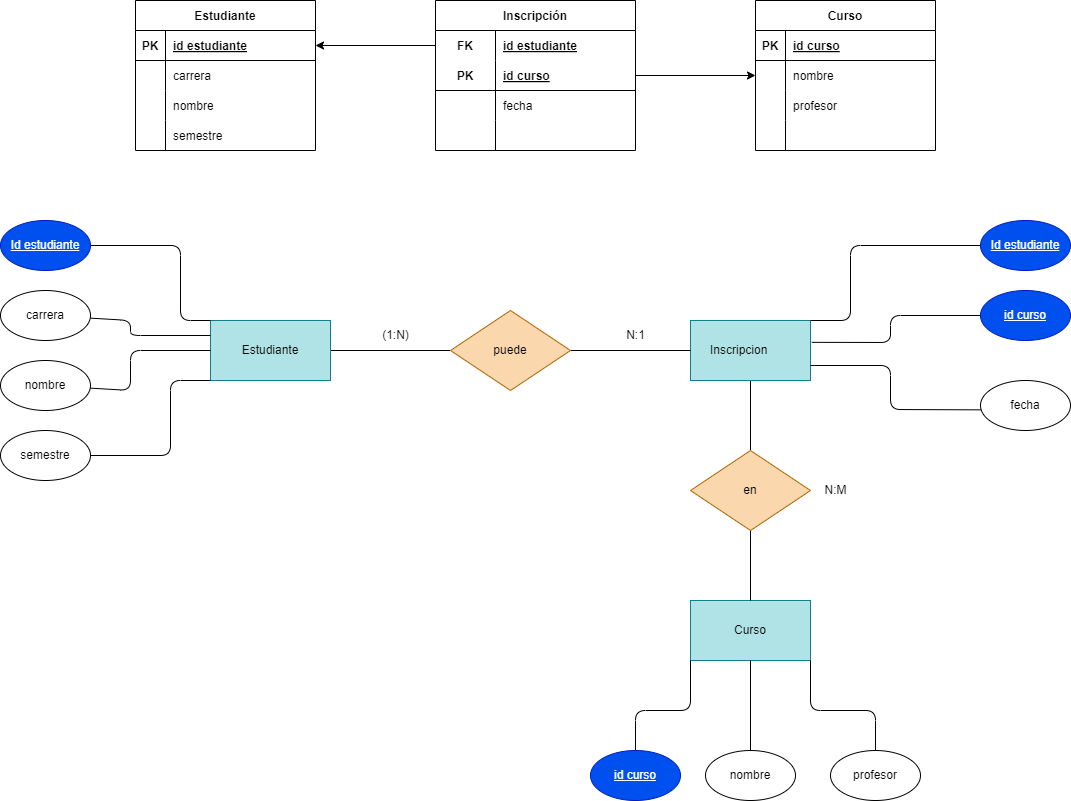 Estudiante
PK id estudiante
carrera
nombre
semestre
Inscripción
FK id estudiante
PK id curso
fecha
Curso
PK id curso
nombre
profesor
Id estudiante
carrera
nombre
semestre
Estudiante
(1:N)
puede
N:1
Inscripcion
Id estudiante
id curso
fecha
en
N:M
Curso
id curso
nombre
profesor